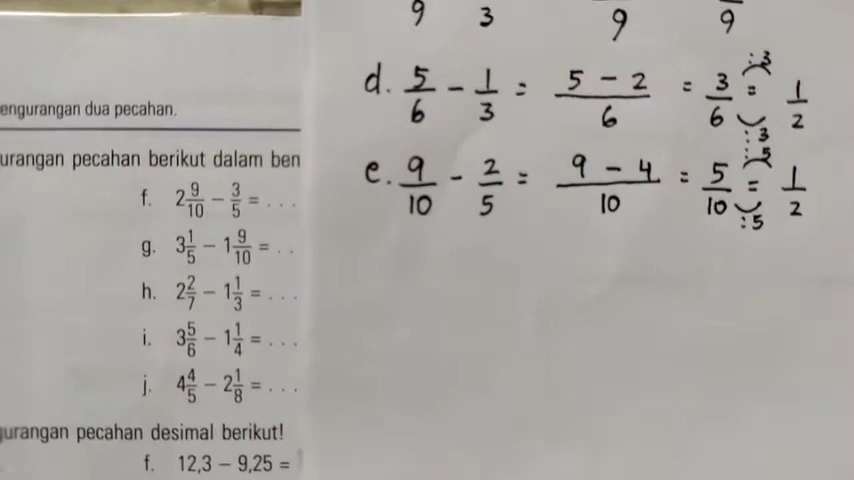 engurangan dua pecahan.
urangan pecahan berikut dalam ben
f. 2 9/10 − 3/5 = . . .
g. 3 1/5 − 1 9/10 = . .
h. 2 2/7 − 1 1/3 = . . .
i. 3 5/6 − 1 1/4 = . . .
j. 4 4/5 − 2 1/8 = . . .
gurangan pecahan desimal berikut!
f. 12,3 − 9,25 =
9 3 9 9
d. 5/6 − 1/3 = (5 − 2)/6 = 3/6 = 1/2
:3
:3
e. 9/10 − 2/5 = (9 − 4)/10 = 5/10 = 1/2
:5
:5